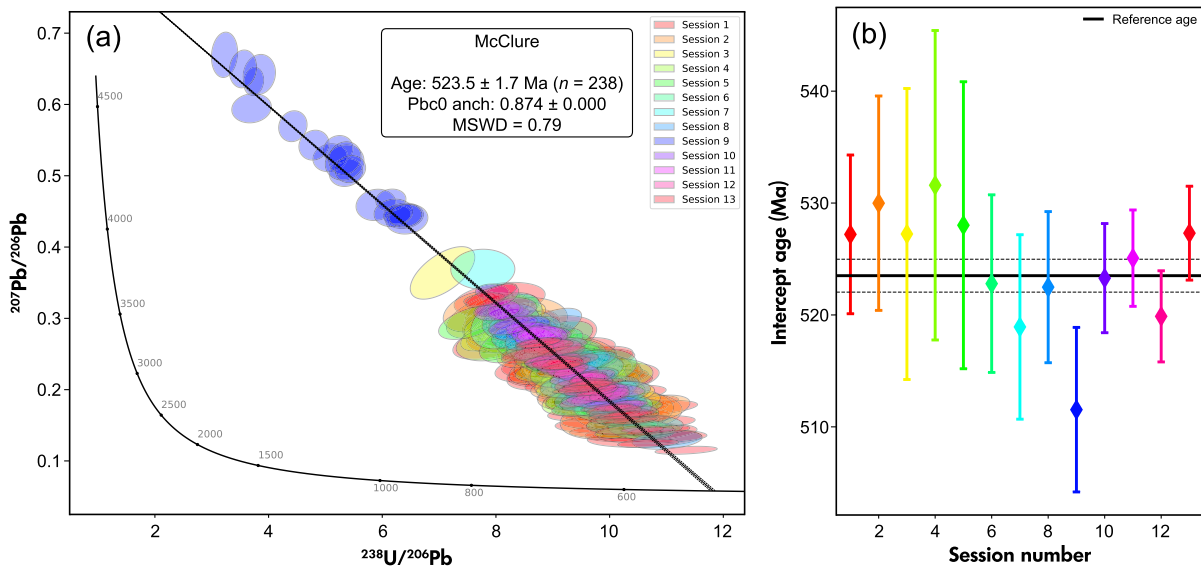 (a)
McClure
Age: 523.5 ± 1.7 Ma (n = 238)
Pbc0 anch: 0.874 ± 0.000
MSWD = 0.79
Session 1
Session 2
Session 3
Session 4
Session 5
Session 6
Session 7
Session 8
Session 9
Session 10
Session 11
Session 12
Session 13
0.7
0.6
0.5
0.4
0.3
0.2
0.1
²⁰⁷Pb/²⁰⁶Pb
4500
4000
3500
3000
2500
2000
1500
1000
800
600
2 4 6 8 10 12
²³⁸U/²⁰⁶Pb
(b)
Reference age
540
530
520
510
Intercept age (Ma)
2 4 6 8 10 12
Session number